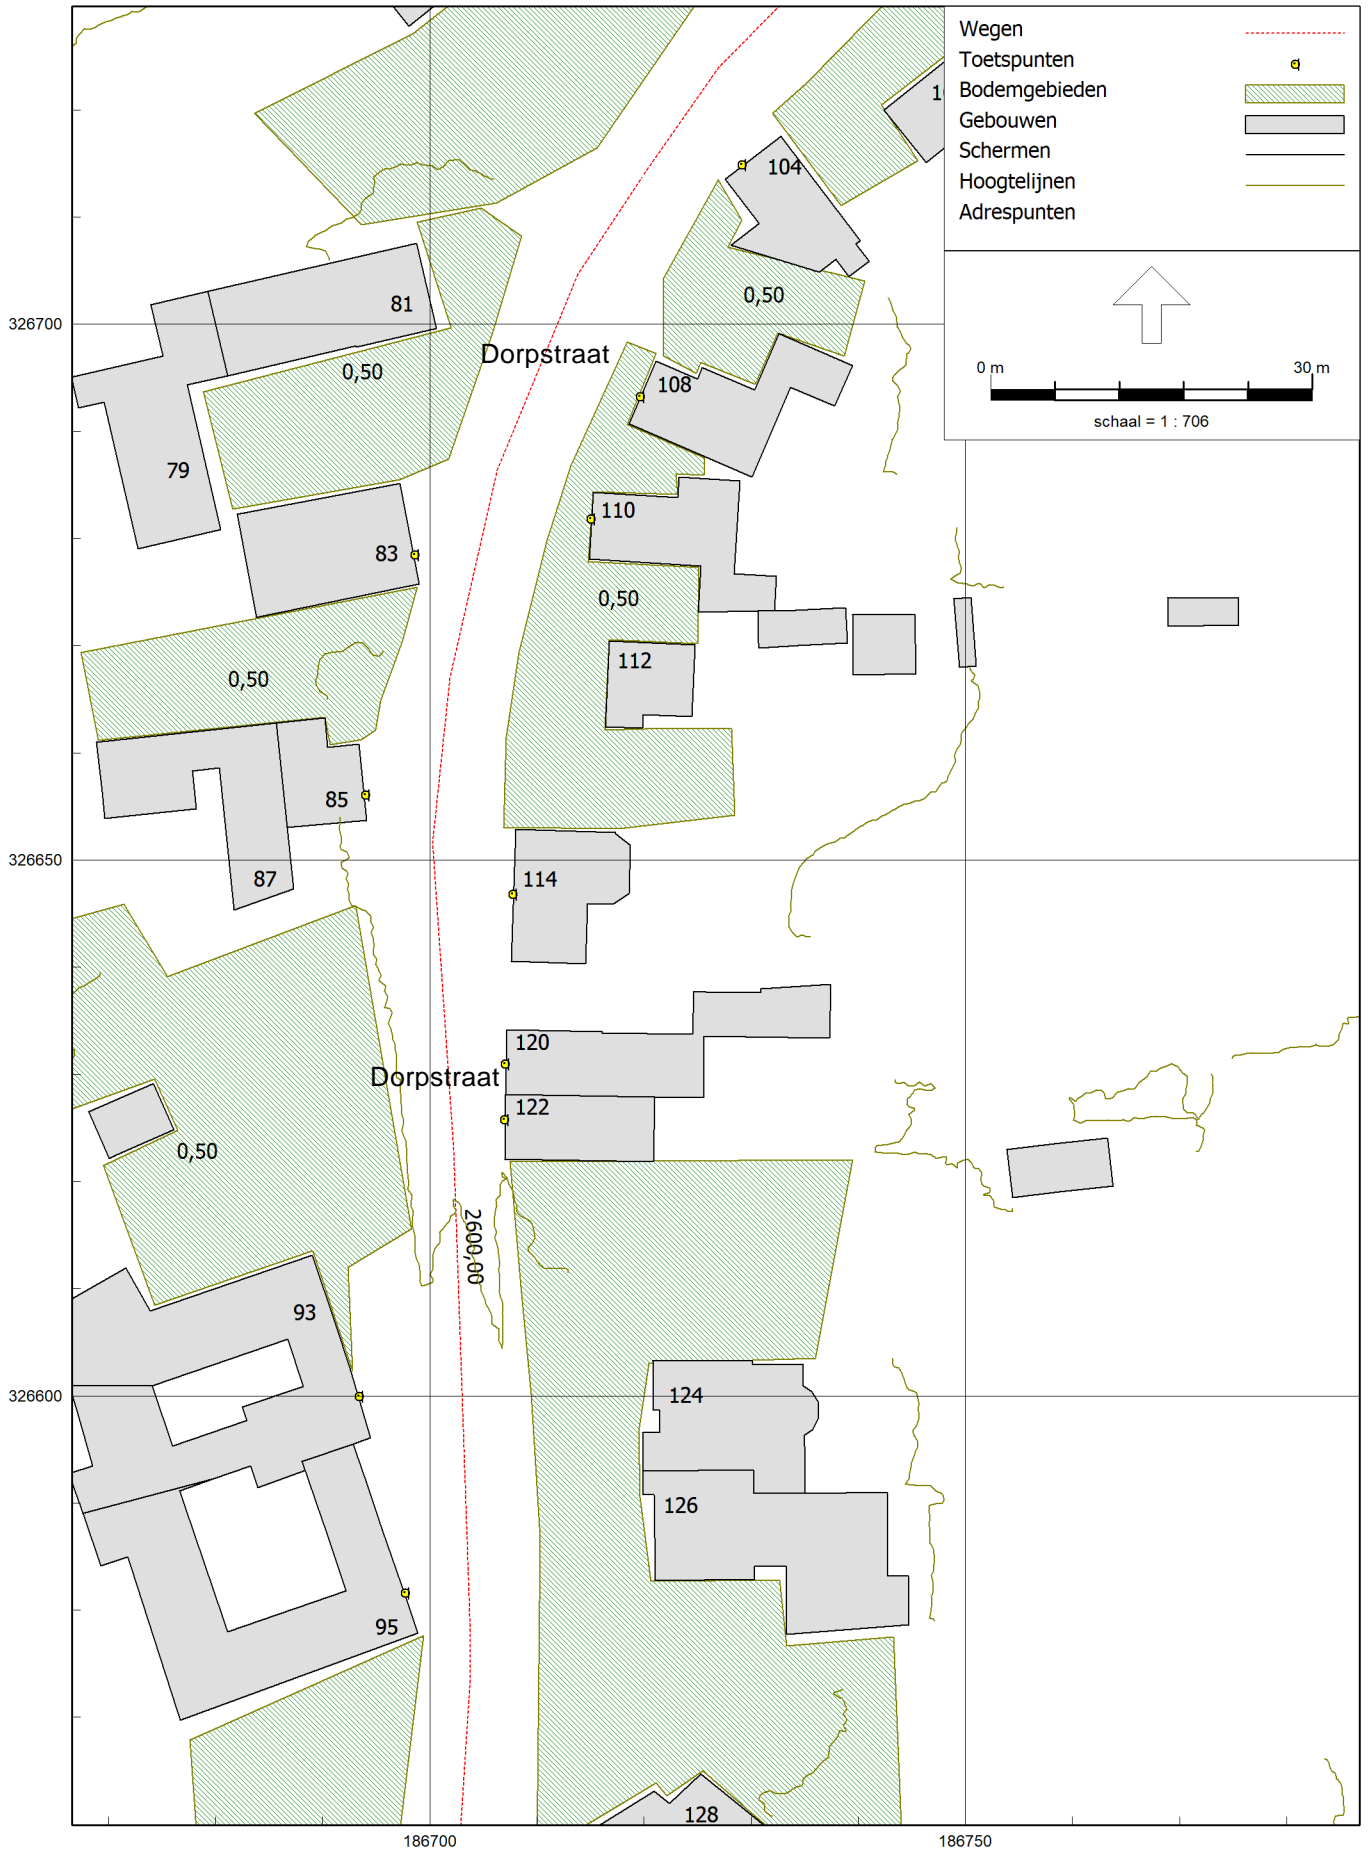 Wegen
Toetspunten
Bodemgebieden
Gebouwen
Schermen
Hoogtelijnen
Adrespunten
0 m 30 m
schaal = 1 : 706
104
0,50
81
326700
Dorpstraat
0,50
108
79
110
83
0,50
112
0,50
85
326650
114
87
120
Dorpstraat
122
0,50
2600,00
93
124
326600
126
95
128
186700 186750